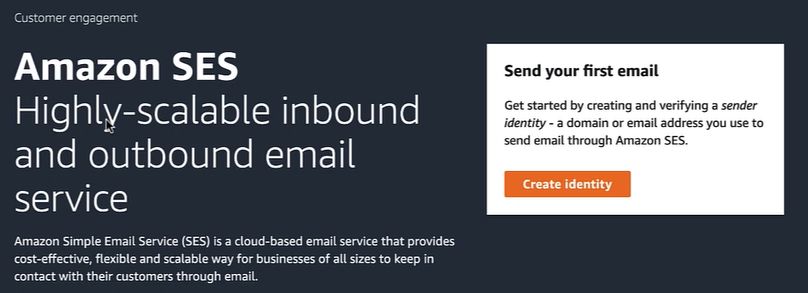 Customer engagement
Amazon SES
Highly-scalable inbound
and outbound email
service
Amazon Simple Email Service (SES) is a cloud-based email service that provides
cost-effective, flexible and scalable way for businesses of all sizes to keep in
contact with their customers through email.
Send your first email
Get started by creating and verifying a sender
identity - a domain or email address you use to
send email through Amazon SES.
Create identity